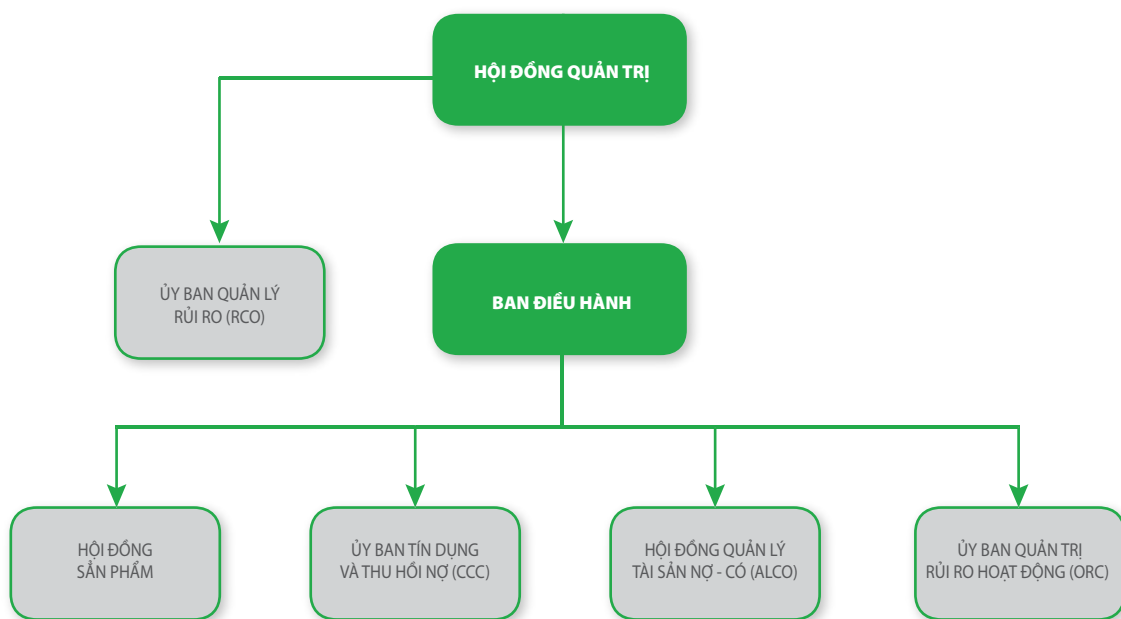 HỘI ĐỒNG QUẢN TRỊ
ỦY BAN QUẢN LÝ
RỦI RO (RCO)
BAN ĐIỀU HÀNH
HỘI ĐỒNG
SẢN PHẨM
ỦY BAN TÍN DỤNG
VÀ THU HỒI NỢ (CCC)
HỘI ĐỒNG QUẢN LÝ
TÀI SẢN NỢ - CÓ (ALCO)
ỦY BAN QUẢN TRỊ
RỦI RO HOẠT ĐỘNG (ORC)